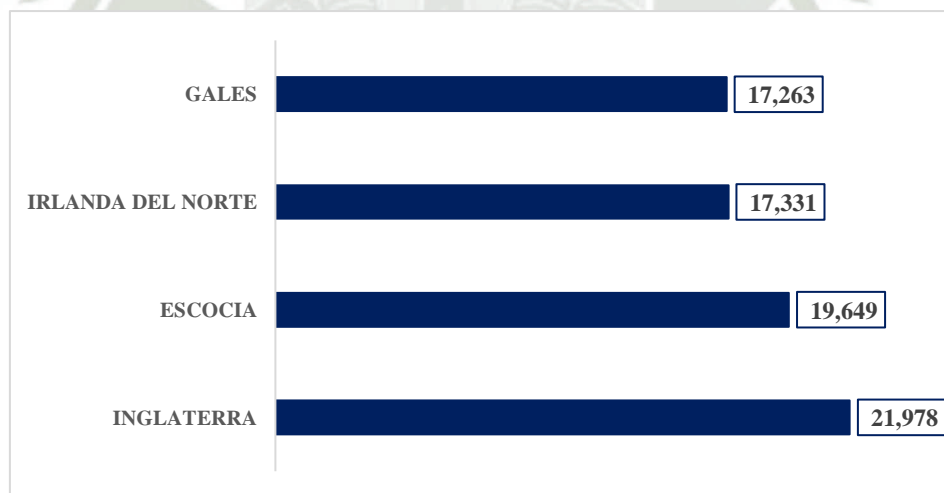 GALES 17,263
IRLANDA DEL NORTE 17,331
ESCOCIA 19,649
INGLATERRA 21,978